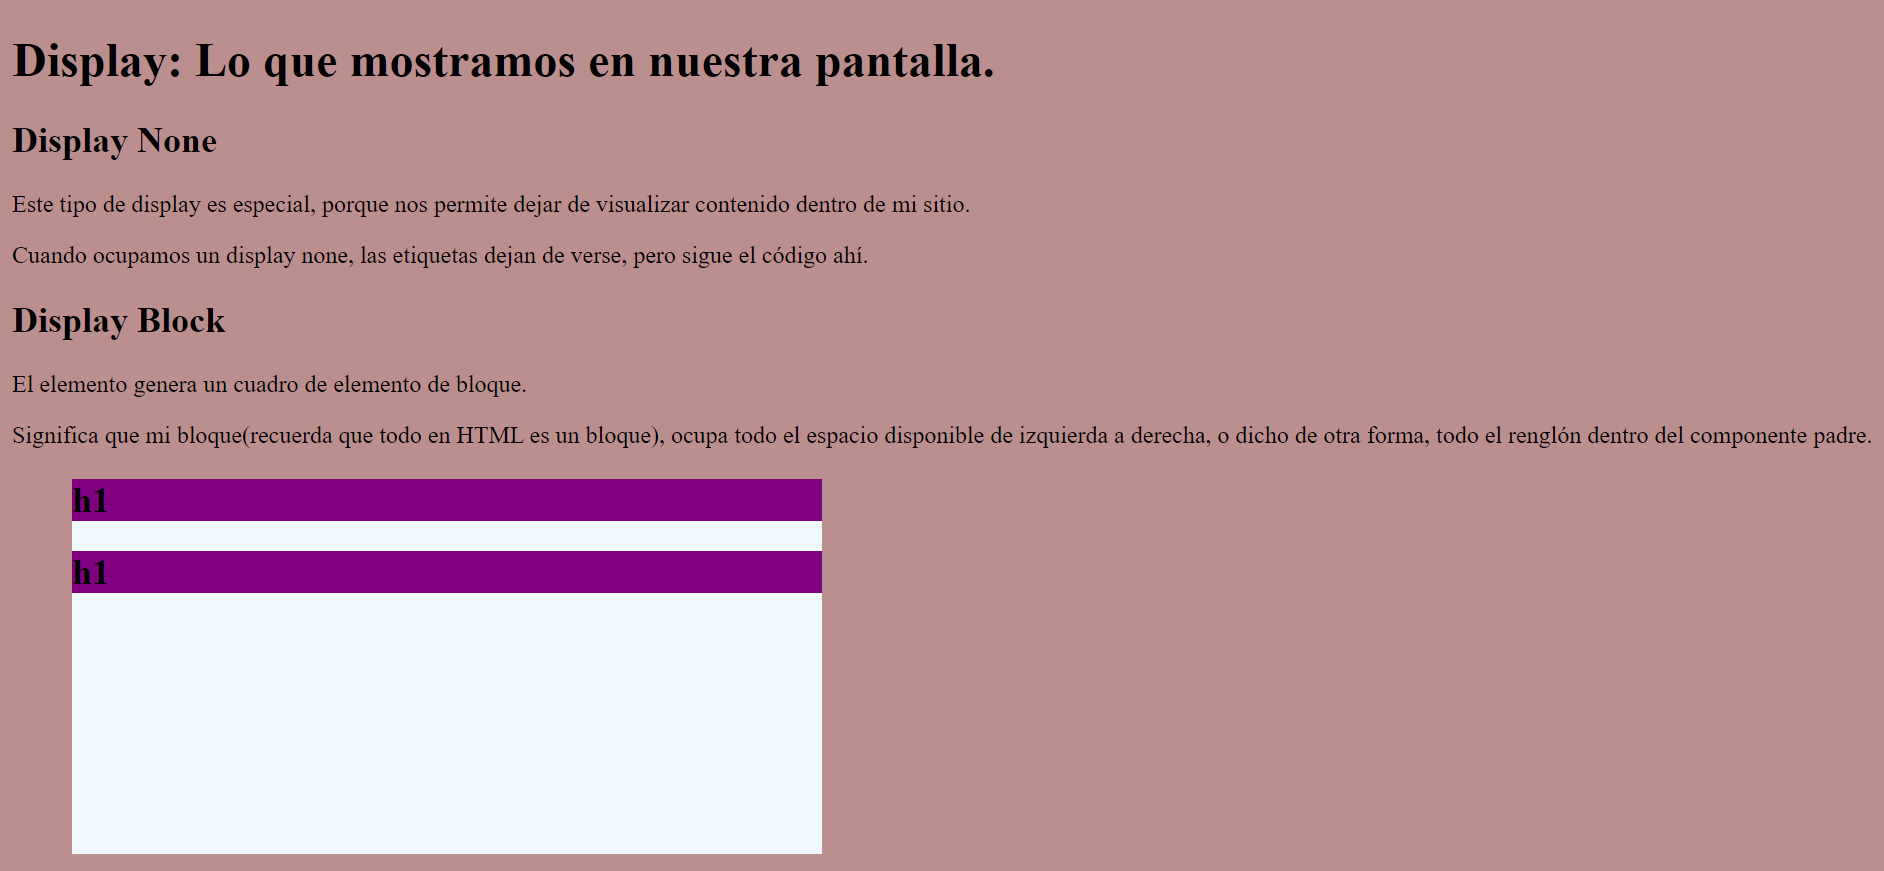 Display: Lo que mostramos en nuestra pantalla.
Display None
Este tipo de display es especial, porque nos permite dejar de visualizar contenido dentro de mi sitio.
Cuando ocupamos un display none, las etiquetas dejan de verse, pero sigue el código ahí.
Display Block
El elemento genera un cuadro de elemento de bloque.
Significa que mi bloque(recuerda que todo en HTML es un bloque), ocupa todo el espacio disponible de izquierda a derecha, o dicho de otra forma, todo el renglón dentro del componente padre.
h1
h1